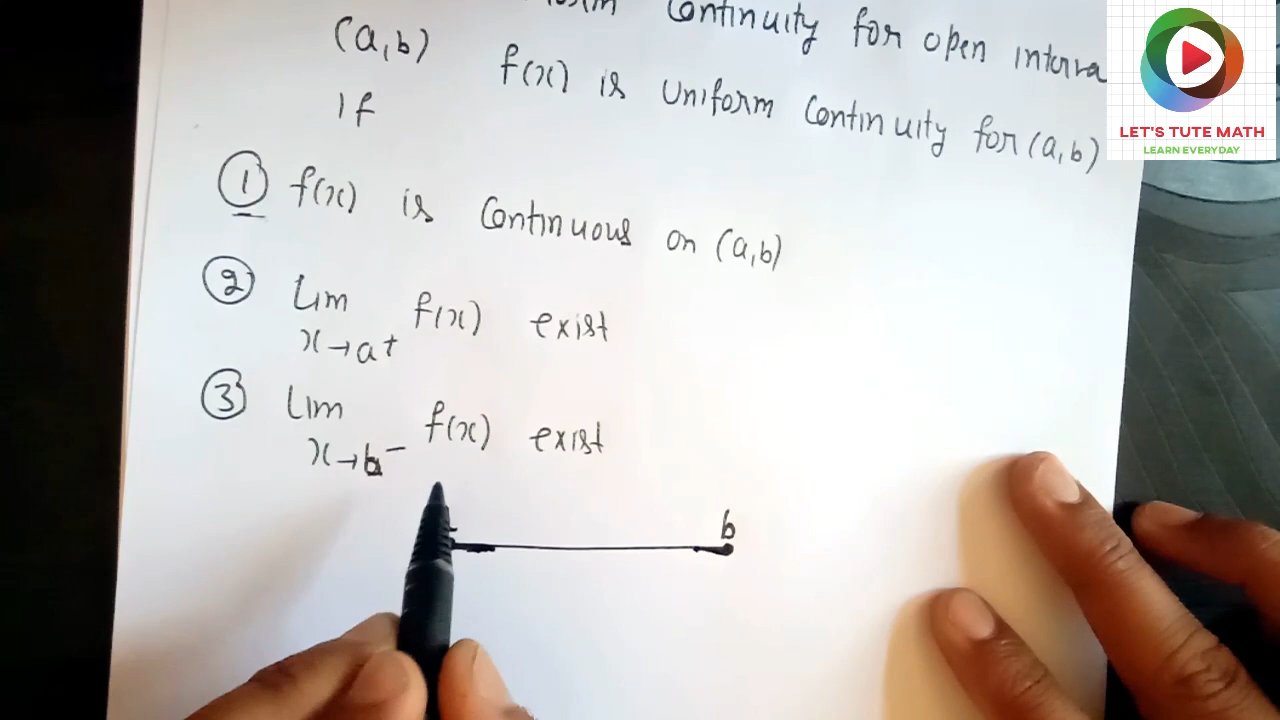 Continuity for open interva
(a,b) f(x) is Uniform Continuity for (a,b)
If
① f(x) is Continuous on (a,b)
② Lim f(x) exist
x→a+
③ Lim f(x) exist
x→b-
b
LET'S TUTE MATH
LEARN EVERYDAY